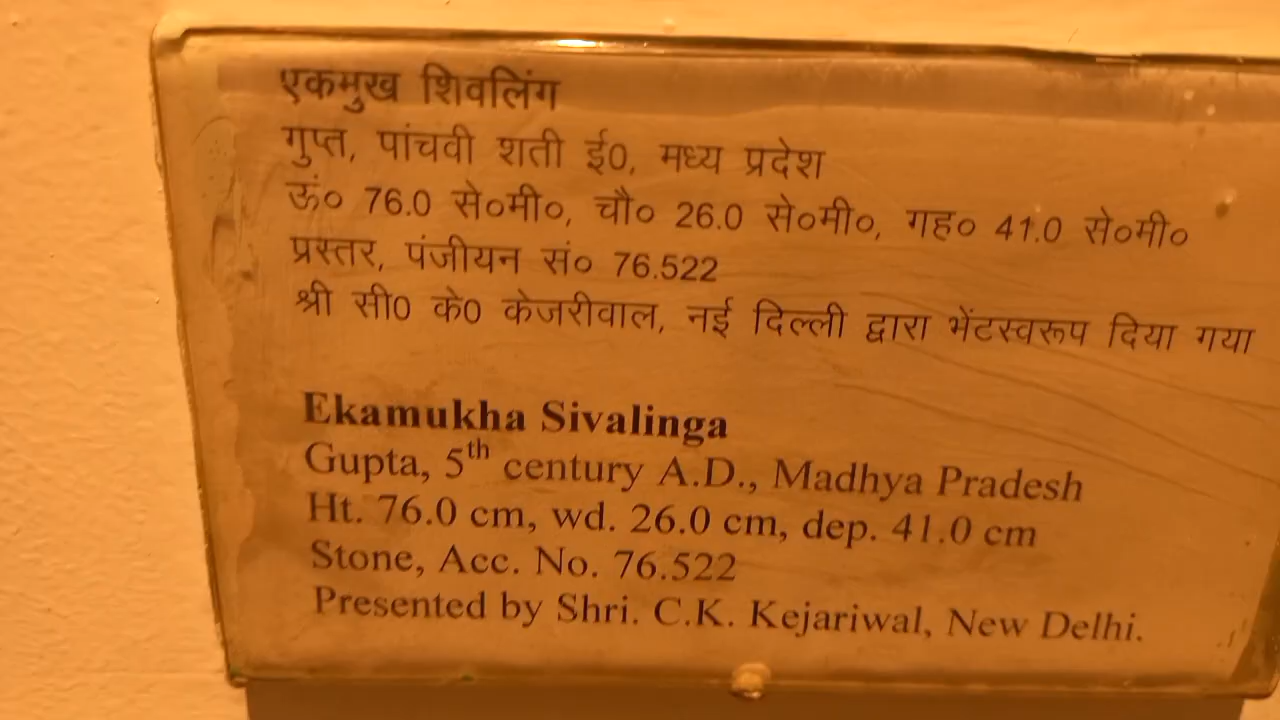 एकमुख शिवलिंग
गुप्त, पांचवी शती ई0, मध्य प्रदेश
ऊं० 76.0 से०मी०, चौ० 26.0 से०मी०, गह० 41.0 से०मी०
प्रस्तर, पंजीयन सं० 76.522
श्री सी0 के0 केजरीवाल, नई दिल्ली द्वारा भेंटस्वरूप दिया गया
Ekamukha Sivalinga
Gupta, 5th century A.D., Madhya Pradesh
Ht. 76.0 cm, wd. 26.0 cm, dep. 41.0 cm
Stone, Acc. No. 76.522
Presented by Shri. C.K. Kejariwal, New Delhi.